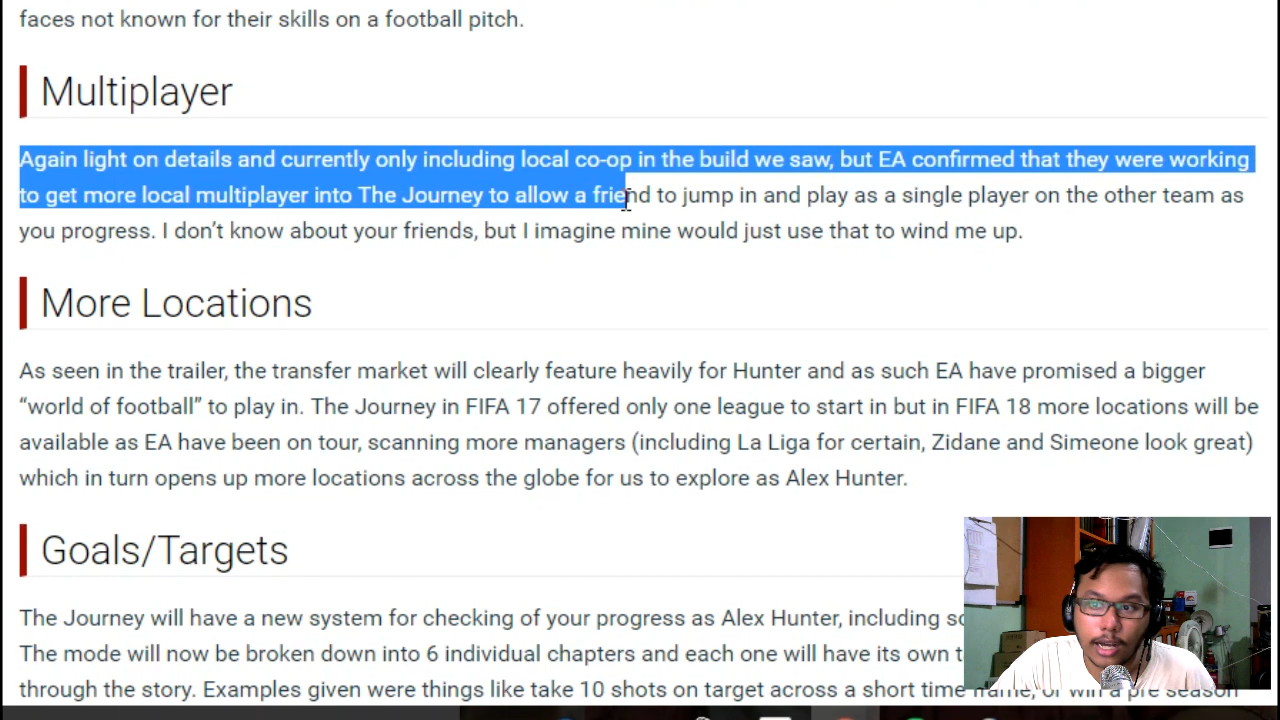 faces not known for their skills on a football pitch.
Multiplayer
Again light on details and currently only including local co-op in the build we saw, but EA confirmed that they were working
to get more local multiplayer into The Journey to allow a friend to jump in and play as a single player on the other team as
you progress. I don’t know about your friends, but I imagine mine would just use that to wind me up.
More Locations
As seen in the trailer, the transfer market will clearly feature heavily for Hunter and as such EA have promised a bigger
“world of football” to play in. The Journey in FIFA 17 offered only one league to start in but in FIFA 18 more locations will be
available as EA have been on tour, scanning more managers (including La Liga for certain, Zidane and Simeone look great)
which in turn opens up more locations across the globe for us to explore as Alex Hunter.
Goals/Targets
The Journey will have a new system for checking of your progress as Alex Hunter, including
The mode will now be broken down into 6 individual chapters and each one will have its own
through the story. Examples given were things like take 10 shots on target across a short time frame, or win a pre season